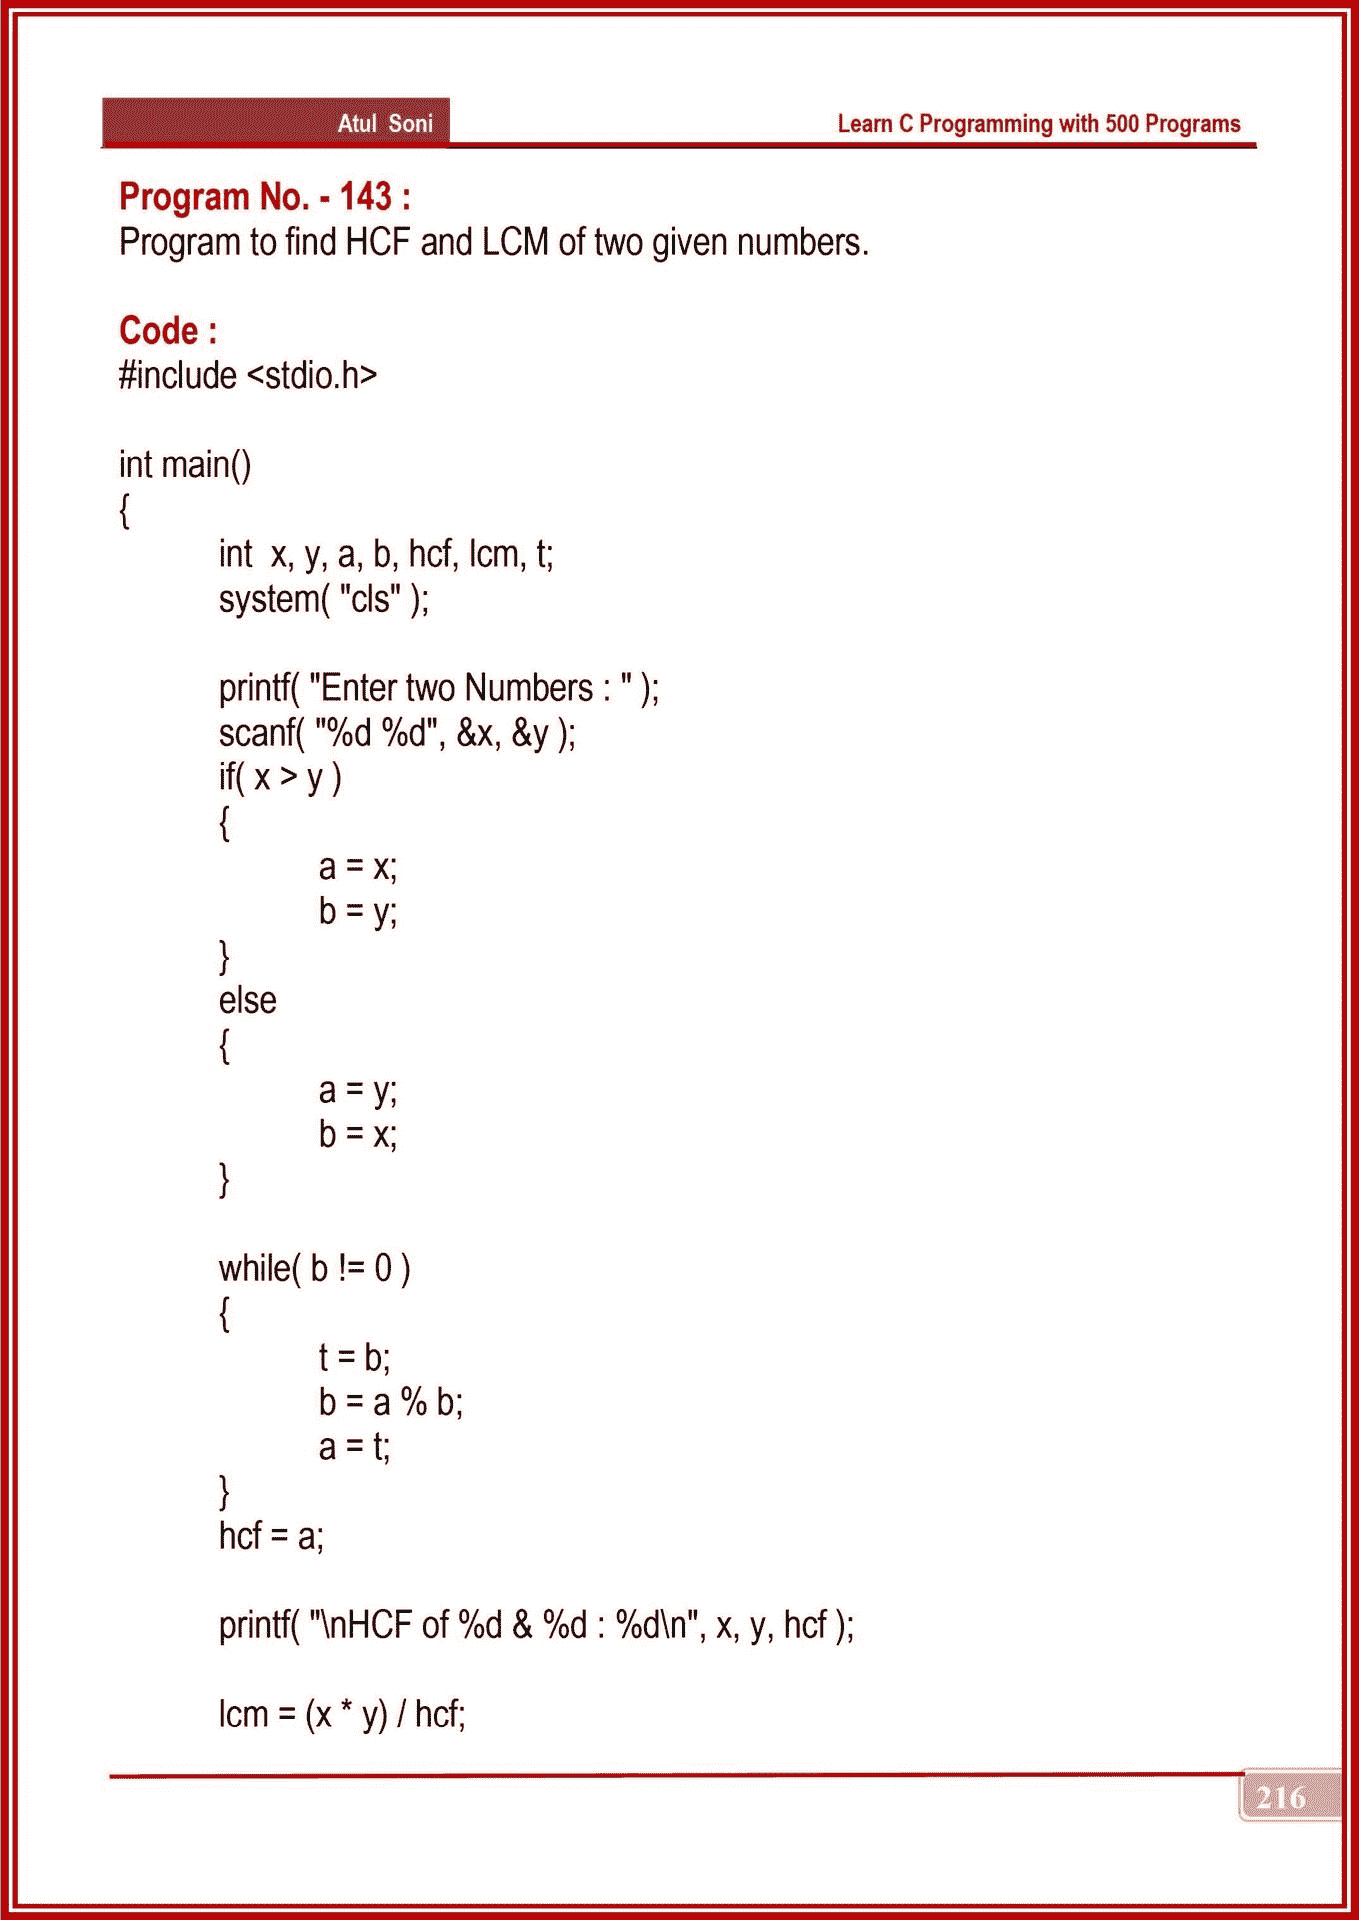 Atul  Soni
Learn C Programming with 500 Programs
Program No. - 143 :
Program to find HCF and LCM of two given numbers.
Code :
#include <stdio.h>
int main()
{
int  x, y, a, b, hcf, lcm, t;
system( "cls" );
printf( "Enter two Numbers : " );
scanf( "%d %d", &x, &y );
if( x > y )
{
a = x;
b = y;
}
else
{
a = y;
b = x;
}
while( b != 0 )
{
t = b;
b = a % b;
a = t;
}
hcf = a;
printf( "\nHCF of %d & %d : %d\n", x, y, hcf );
lcm = (x * y) / hcf;
216